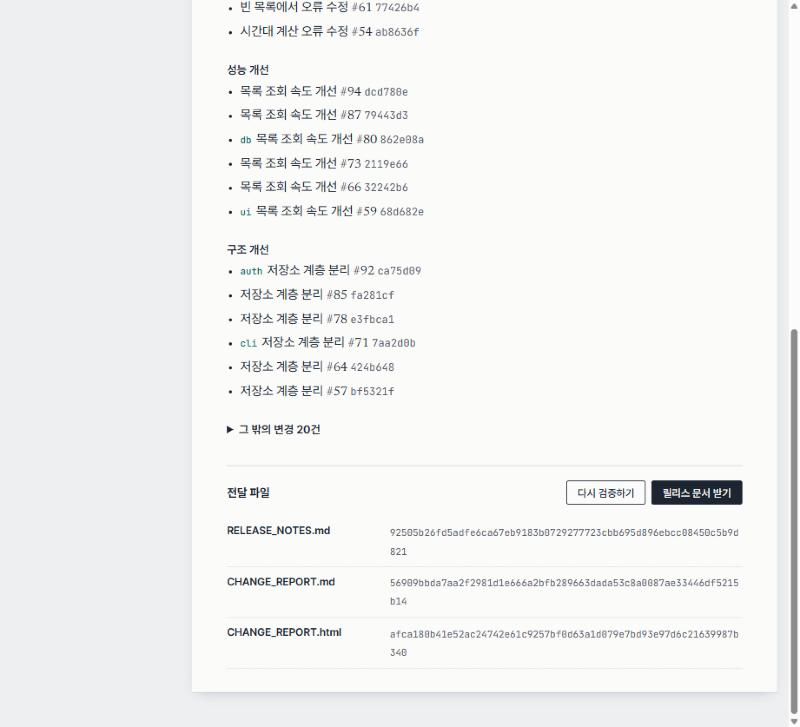 빈 목록에서 오류 수정 #61 77426b4
시간대 계산 오류 수정 #54 ab8636f
성능 개선
목록 조회 속도 개선 #94 dcd780e
목록 조회 속도 개선 #87 79443d3
db 목록 조회 속도 개선 #80 862e08a
목록 조회 속도 개선 #73 2119e66
목록 조회 속도 개선 #66 32242b6
ui 목록 조회 속도 개선 #59 68d682e
구조 개선
auth 저장소 계층 분리 #92 ca75d09
저장소 계층 분리 #85 fa281cf
저장소 계층 분리 #78 e3fbca1
cli 저장소 계층 분리 #71 7aa2d0b
저장소 계층 분리 #64 424b648
저장소 계층 분리 #57 bf5321f
▶ 그 밖의 변경 20건
전달 파일 다시 검증하기 릴리스 문서 받기
RELEASE_NOTES.md 92505b26fd5adfe6ca67eb9183b0729277723cbb695d896ebcc08450c5b9d
821
CHANGE_REPORT.md 56909bbda7aa2f2981d1e666a2bfb289663dada53c8a0087ae33446df5215
b14
CHANGE_REPORT.html afca180b41e52ac24742e61c9257bf0d63a1d079e7bd93e97d6c21639987b
340